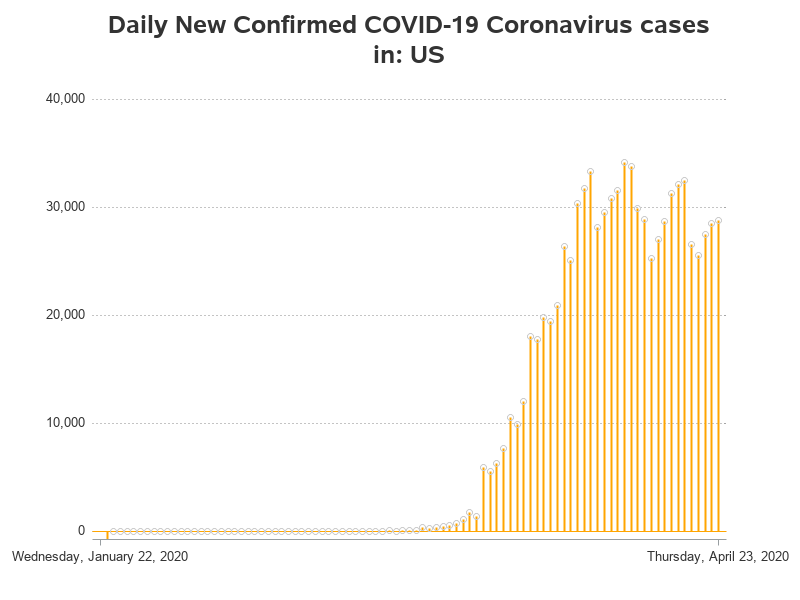 Daily New Confirmed COVID-19 Coronavirus cases
in: US
40,000
30,000
20,000
10,000
0
Wednesday, January 22, 2020
Thursday, April 23, 2020